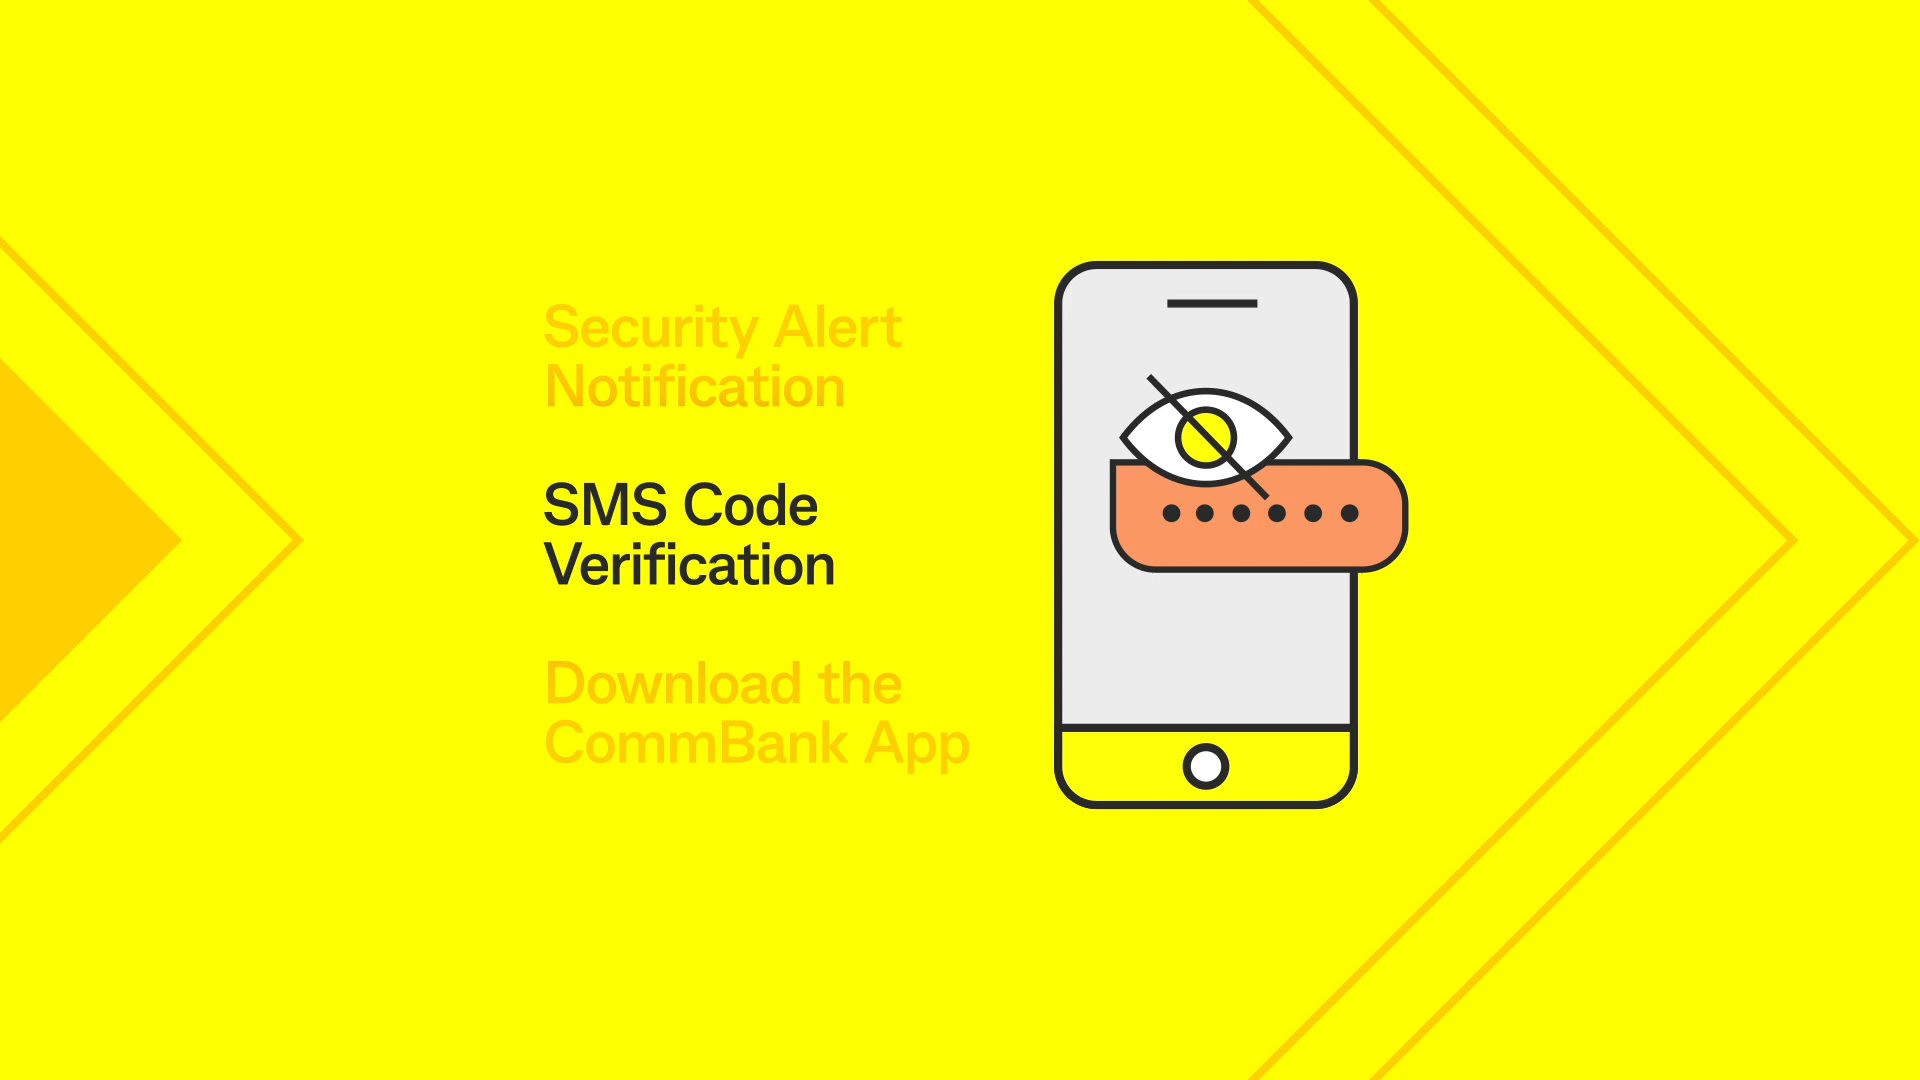 Security Alert
Notification
SMS Code
Verification
Download the
CommBank App